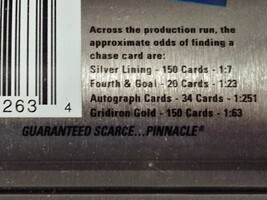 Across the production run, the
approximate odds of finding a
chase card are:
Silver Lining - 150 Cards - 1:7
Fourth & Goal - 20 Cards - 1:23
Autograph Cards - 34 Cards - 1:251
Gridiron Gold - 150 Cards - 1:63
263 4
GUARANTEED SCARCE...PINNACLE®